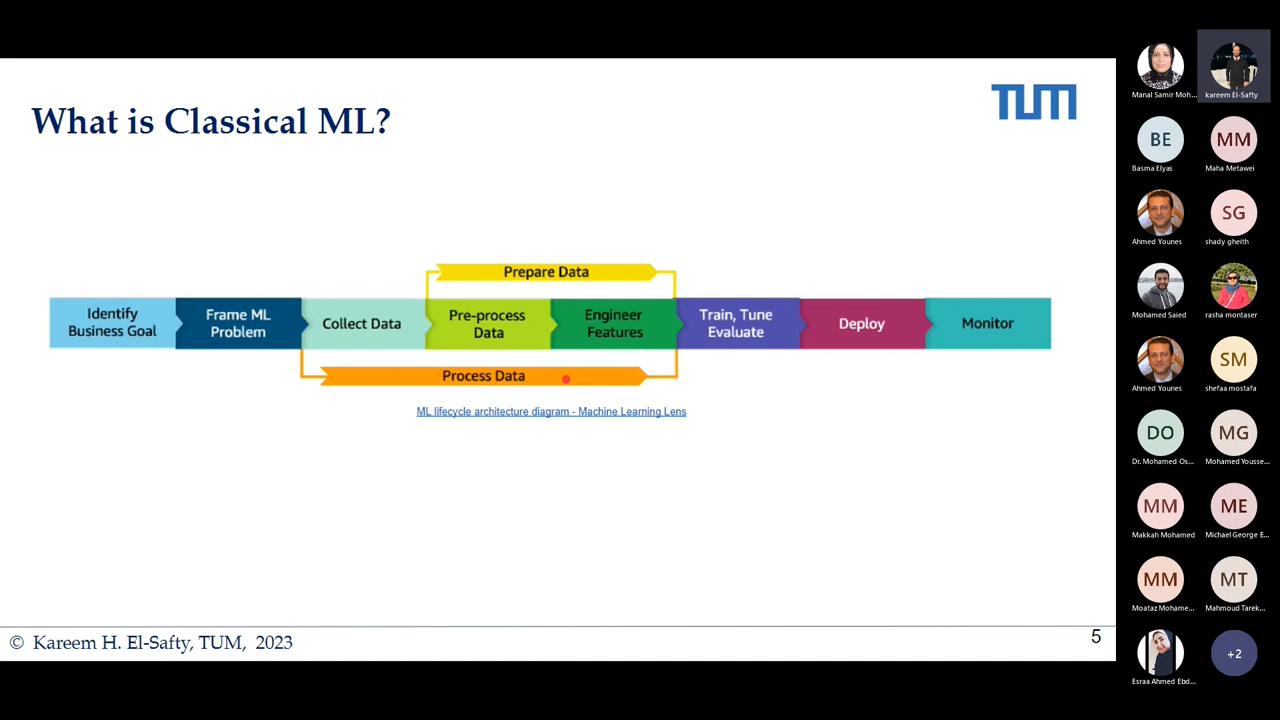 What is Classical ML?
TUM
Prepare Data
Identify
Business Goal
Frame ML
Problem
Collect Data
Pre-process
Data
Engineer
Features
Train, Tune
Evaluate
Deploy
Monitor
Process Data
ML lifecycle architecture diagram - Machine Learning Lens
© Kareem H. El-Safty, TUM, 2023
5
Manal Samir Moh...
kareem El-Safty
BE
MM
Basma Elyas
Maha Metawei
SG
Ahmed Younes
shady gheith
Mohamed Saied
rasha montaser
SM
Ahmed Younes
shefaa mostafa
DO
MG
Dr. Mohamed Os...
Mohamed Yousse...
MM
ME
Makkah Mohamed
Michael George E...
MM
MT
Moataz Mohame...
Mahmoud Tarek...
+2
Esraa Ahmed Ebd...